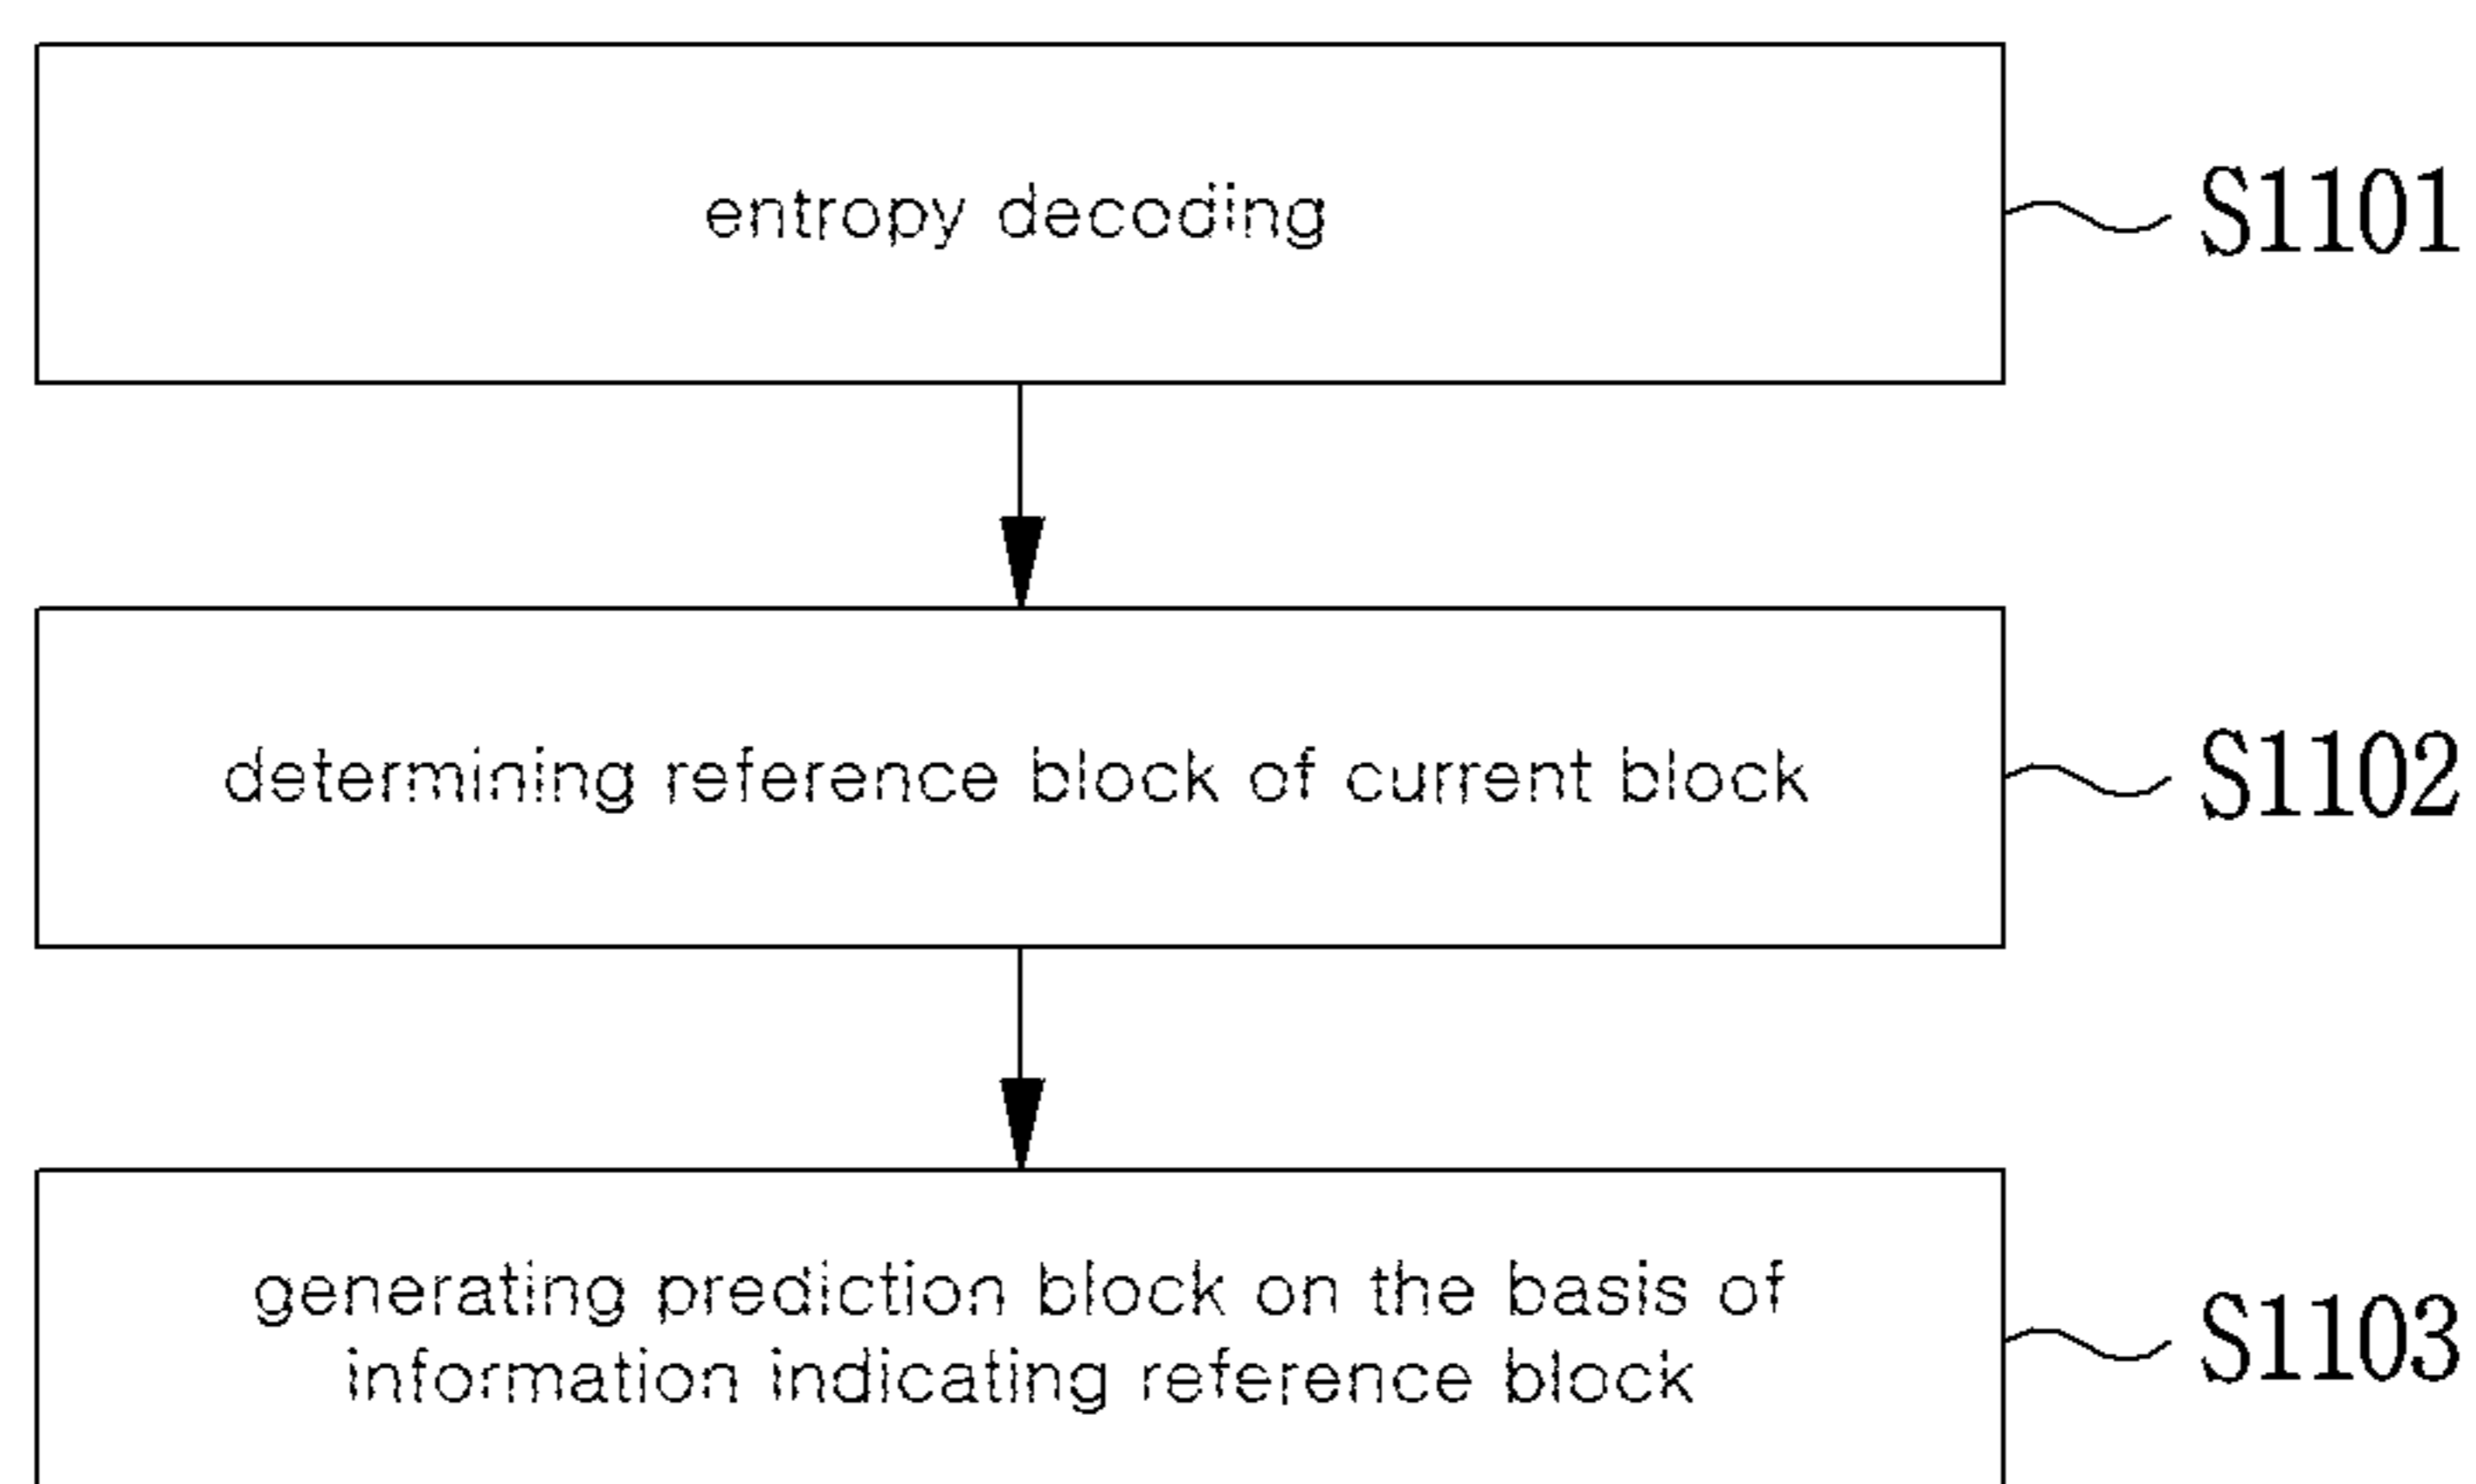 entropy decoding
S1101
determining reference block of current block
S1102
generating prediction block on the basis of
information indicating reference block
S1103